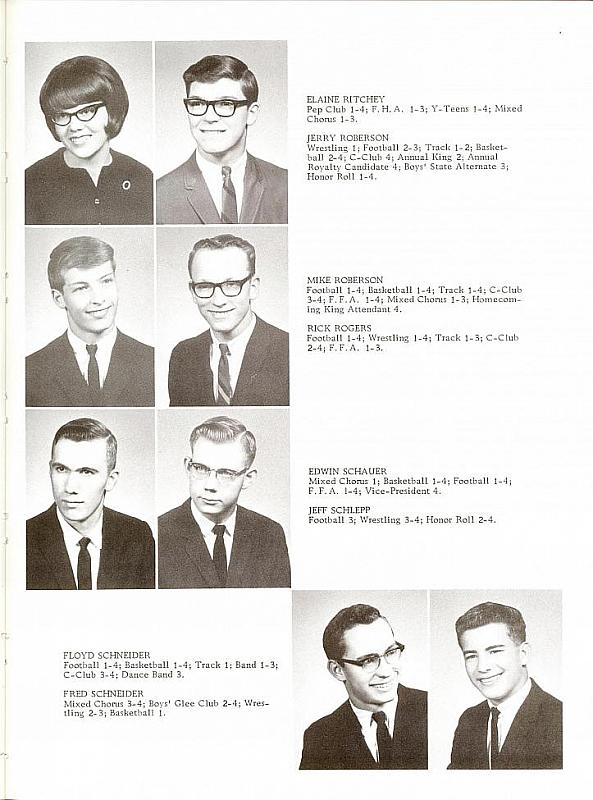 ELAINE RITCHEY
Pep Club 1-4; F. H. A. 1-3; Y-Teens 1-4; Mixed
Chorus 1-3.
JERRY ROBERSON
Wrestling 1; Football 2-3; Track 1-2; Basket-
ball 2-4; C-Club 4; Annual King 2; Annual
Royalty Candidate 4; Boys' State Alternate 3;
Honor Roll 1-4.
MIKE ROBERSON
Football 1-4; Basketball 1-4; Track 1-4; C-Club
3-4; F. F. A. 1-4; Mixed Chorus 1-3; Homecom-
ing King Attendant 4.
RICK ROGERS
Football 1-4; Wrestling 1-4; Track 1-3; C-Club
2-4; F. F. A. 1-3.
EDWIN SCHAUER
Mixed Chorus 1; Basketball 1-4; Football 1-4;
F. F. A. 1-4; Vice-President 4.
JEFF SCHLEPP
Football 3; Wrestling 3-4; Honor Roll 2-4.
FLOYD SCHNEIDER
Football 1-4; Basketball 1-4; Track 1; Band 1-3;
C-Club 3-4; Dance Band 3.
FRED SCHNEIDER
Mixed Chorus 3-4; Boys' Glee Club 2-4; Wres-
tling 2-3; Basketball 1.